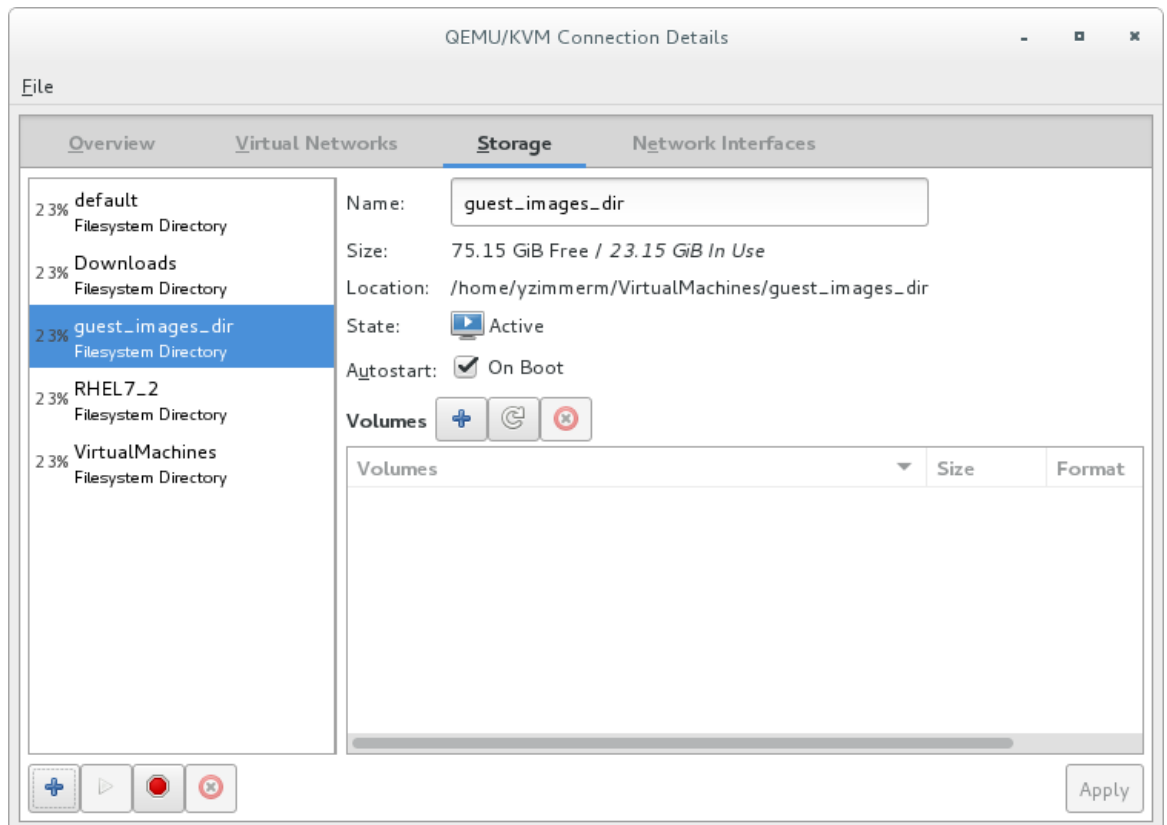 QEMU/KVM Connection Details
File
Overview Virtual Networks Storage Network Interfaces
23% default
Filesystem Directory
23% Downloads
Filesystem Directory
23% guest_images_dir
Filesystem Directory
23% RHEL7_2
Filesystem Directory
23% VirtualMachines
Filesystem Directory
Name: guest_images_dir
Size: 75.15 GiB Free / 23.15 GiB In Use
Location: /home/yzimmerm/VirtualMachines/guest_images_dir
State: Active
Autostart: On Boot
Volumes
Volumes Size Format
Apply